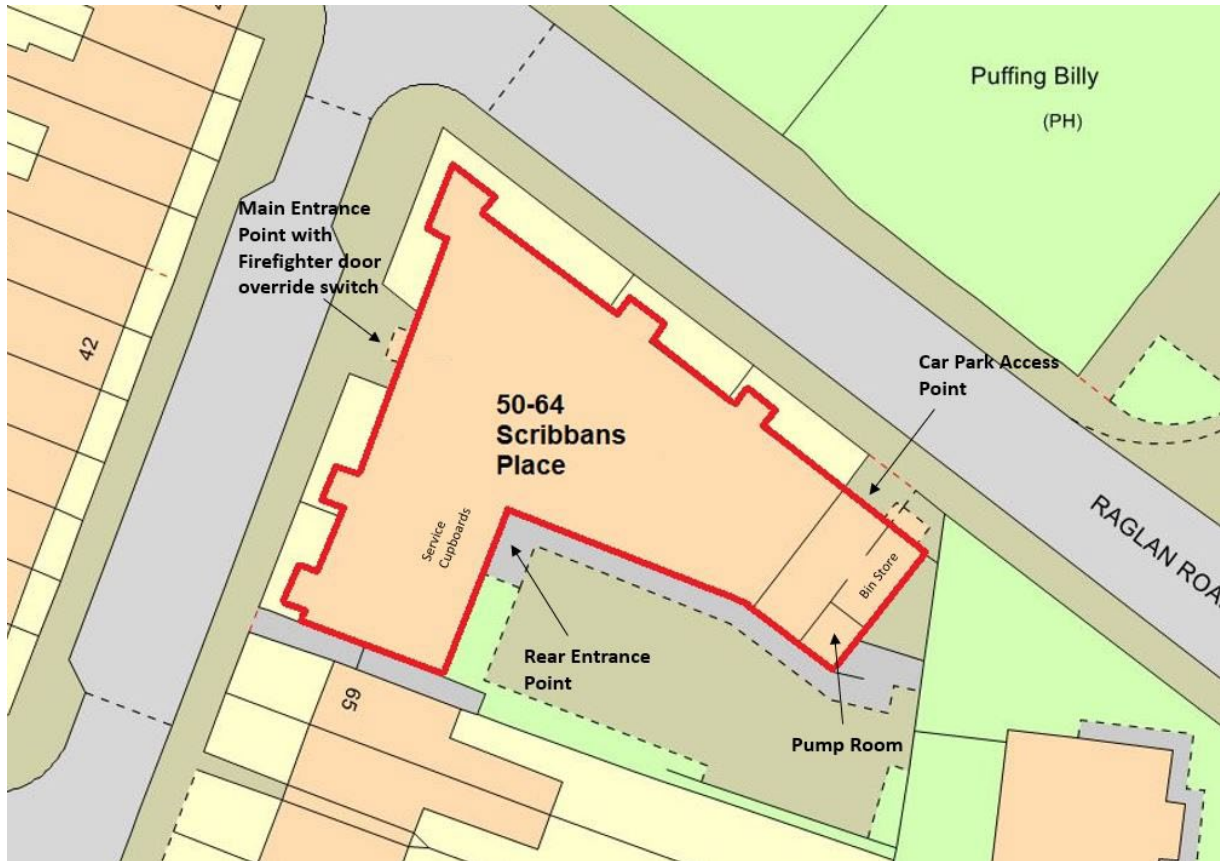 Puffing Billy
(PH)
Main Entrance
Point with
Firefighter door
override switch
42
Car Park Access
Point
50-64
Scribbans
Place
Service
Cupboards
RAGLAN ROA
Bin Store
Rear Entrance
Point
65
Pump Room